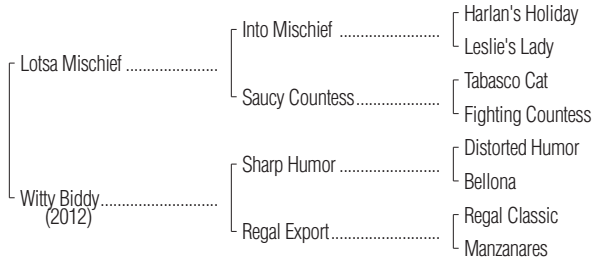 Harlan's Holiday
Into Mischief ........................
Leslie's Lady
Lotsa Mischief ......................
Tabasco Cat
Saucy Countess....................
Fighting Countess
Distorted Humor
Sharp Humor ........................
Bellona
Witty Biddy............................
(2012)
Regal Classic
Regal Export..........................
Manzanares